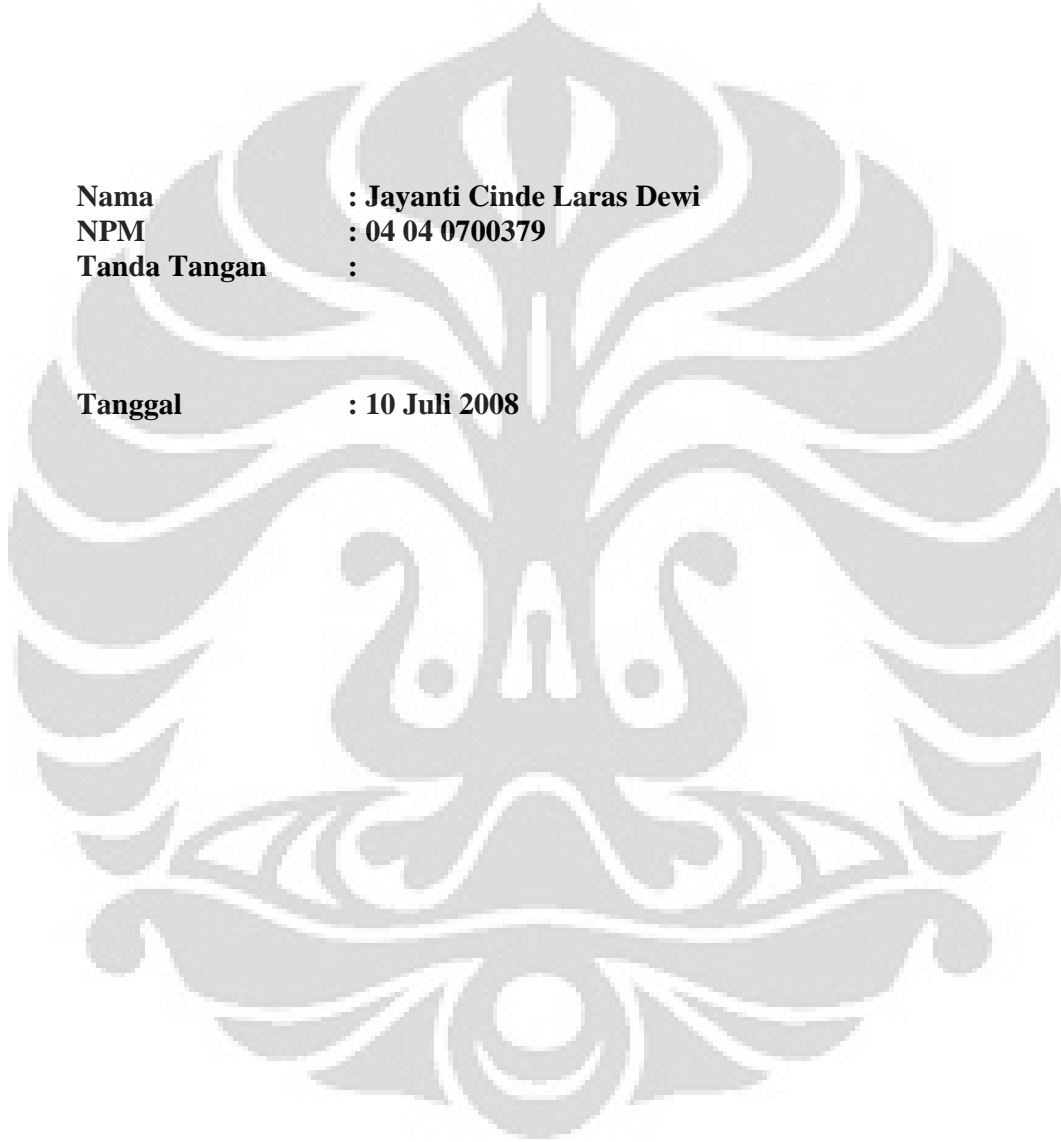 Nama : Jayanti Cinde Laras Dewi
NPM : 04 04 0700379
Tanda Tangan :
Tanggal : 10 Juli 2008